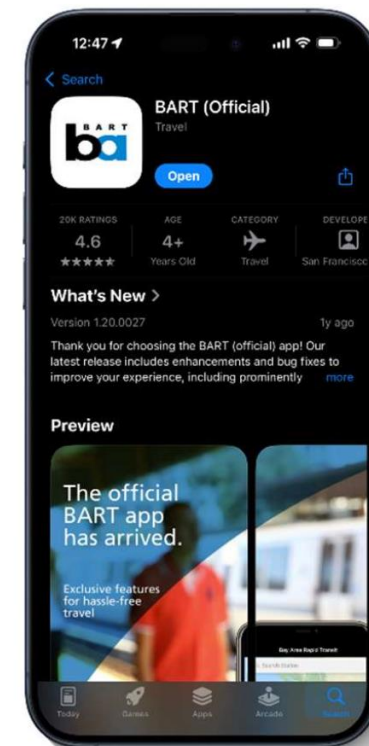 12:47
Search
BART
ba
BART (Official)
Travel
Open
20K RATINGS
4.6
AGE
4+
Years Old
CATEGORY
Travel
DEVELOPE
San Francisco
What's New >
Version 1.20.0027
1y ago
Thank you for choosing the BART (official) app! Our
latest release includes enhancements and bug fixes to
improve your experience, including prominently more
Preview
The official
BART app
has arrived.
Exclusive features
for hassle-free
travel
Bay Area Rapid Transit
Today
Games
Apps
Arcade
Search